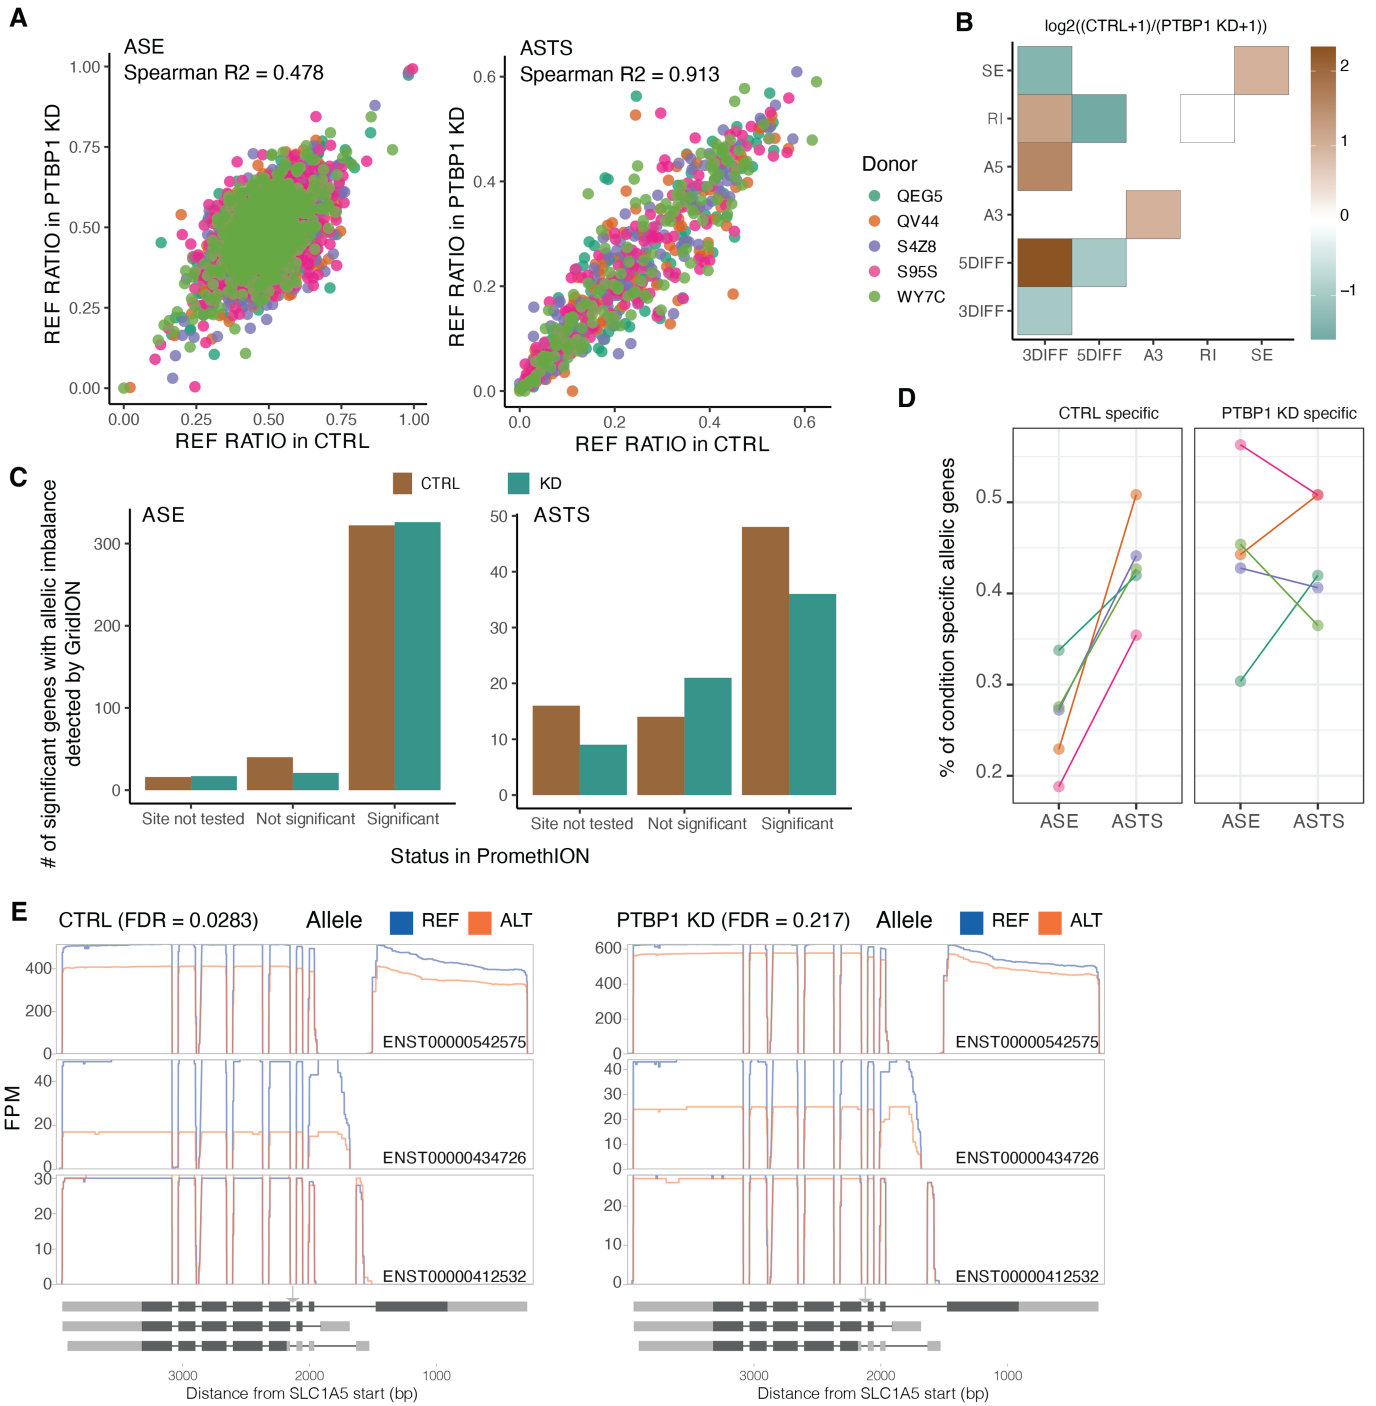 A
ASE
Spearman R2 = 0.478
REF RATIO in PTBP1 KD
1.00
0.75
0.50
0.25
0.00
0.00 0.25 0.50 0.75 1.00
REF RATIO in CTRL
ASTS
Spearman R2 = 0.913
REF RATIO in PTBP1 KD
0.6
0.4
0.2
0.0
0.0 0.2 0.4 0.6
REF RATIO in CTRL
Donor
QEG5
QV44
S4Z8
S95S
WY7C
B
log2((CTRL+1)/(PTBP1 KD+1))
SE
RI
A5
A3
5DIFF
3DIFF
3DIFF 5DIFF A3 RI SE
2
1
0
−1
C
# of significant genes with allelic imbalance
detected by GridION
CTRL
KD
ASE
300
200
100
0
Site not tested Not significant Significant
ASTS
50
40
30
20
10
0
Site not tested Not significant Significant
Status in PromethION
D
CTRL specific
PTBP1 KD specific
% of condition specific allelic genes
0.5
0.4
0.3
0.2
ASE ASTS
ASE ASTS
E
CTRL (FDR = 0.0283)
Allele REF ALT
FPM
400
200
0
ENST00000542575
40
20
0
ENST00000434726
30
20
10
0
ENST00000412532
3000 2000 1000
Distance from SLC1A5 start (bp)
PTBP1 KD (FDR = 0.217)
Allele REF ALT
600
400
200
0
ENST00000542575
40
30
20
10
0
ENST00000434726
20
10
0
ENST00000412532
3000 2000 1000
Distance from SLC1A5 start (bp)